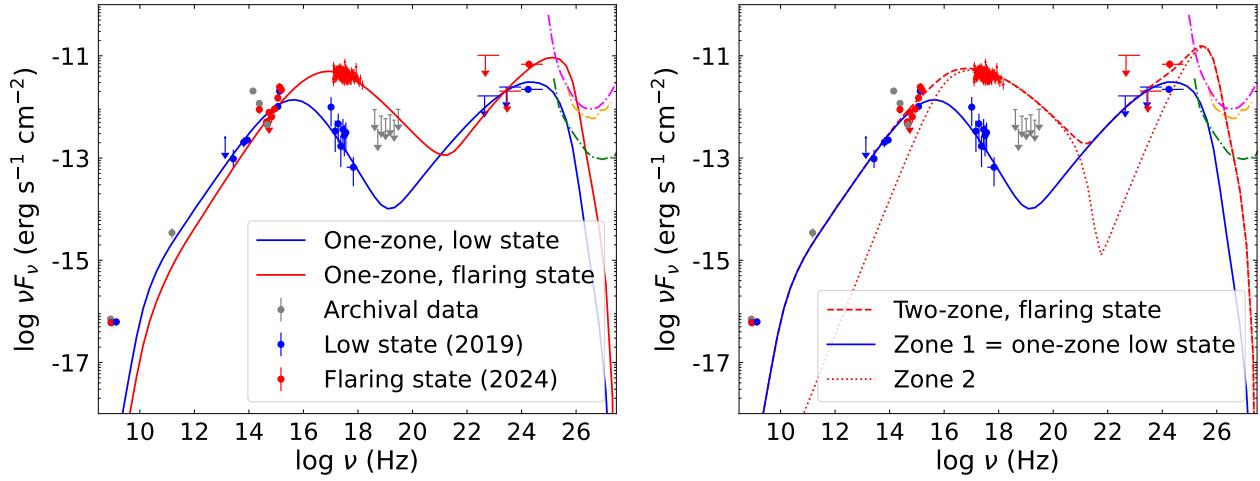 -11
-13
-15
-17
log νFν (erg s⁻¹ cm⁻²)
One-zone, low state
One-zone, flaring state
Archival data
Low state (2019)
Flaring state (2024)
10 12 14 16 18 20 22 24 26
log ν (Hz)
-11
-13
-15
-17
log νFν (erg s⁻¹ cm⁻²)
Two-zone, flaring state
Zone 1 = one-zone low state
Zone 2
10 12 14 16 18 20 22 24 26
log ν (Hz)